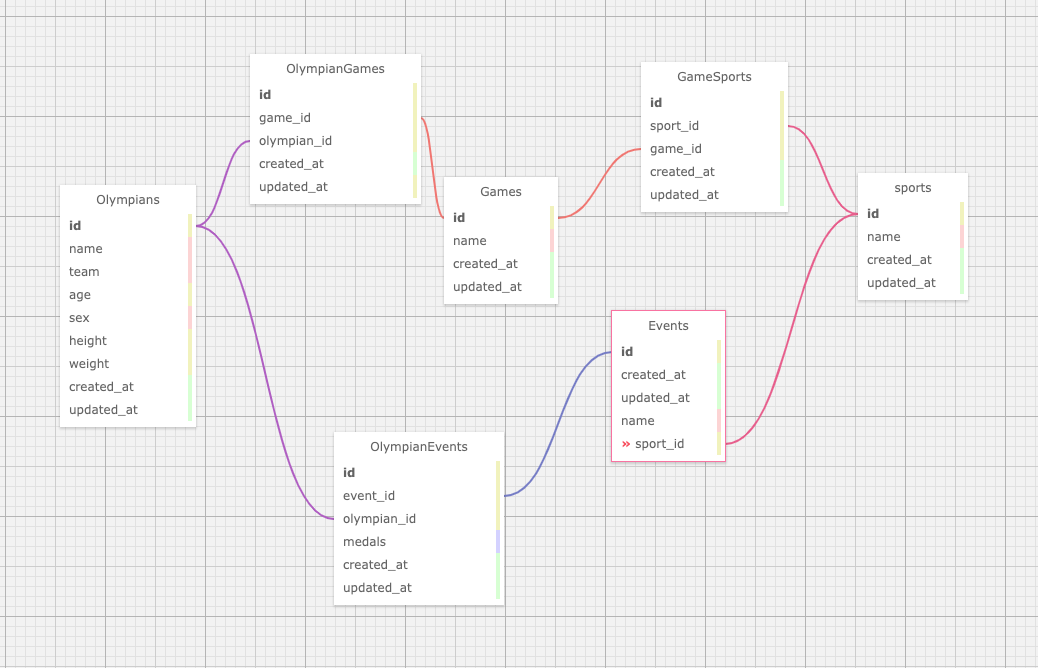 OlympianGames
id
game_id
olympian_id
created_at
updated_at
GameSports
id
sport_id
game_id
created_at
updated_at
Olympians
id
name
team
age
sex
height
weight
created_at
updated_at
Games
id
name
created_at
updated_at
sports
id
name
created_at
updated_at
Events
id
created_at
updated_at
name
» sport_id
OlympianEvents
id
event_id
olympian_id
medals
created_at
updated_at